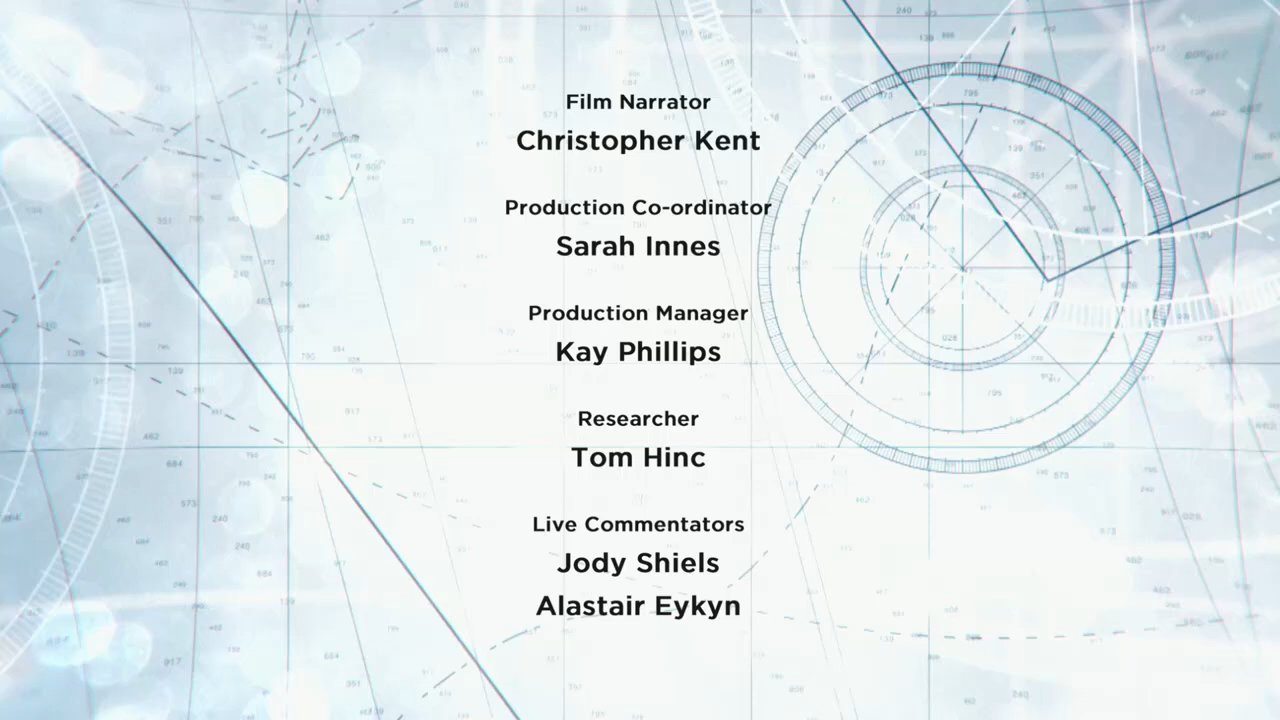 Film Narrator
Christopher Kent
Production Co-ordinator
Sarah Innes
Production Manager
Kay Phillips
Researcher
Tom Hinc
Live Commentators
Jody Shiels
Alastair Eykyn